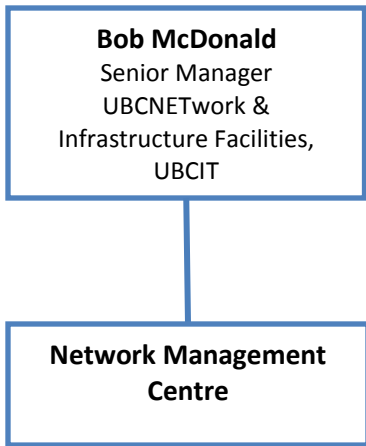 Bob McDonald
Senior Manager
UBCNETwork &
Infrastructure Facilities,
UBCIT
Network Management
Centre